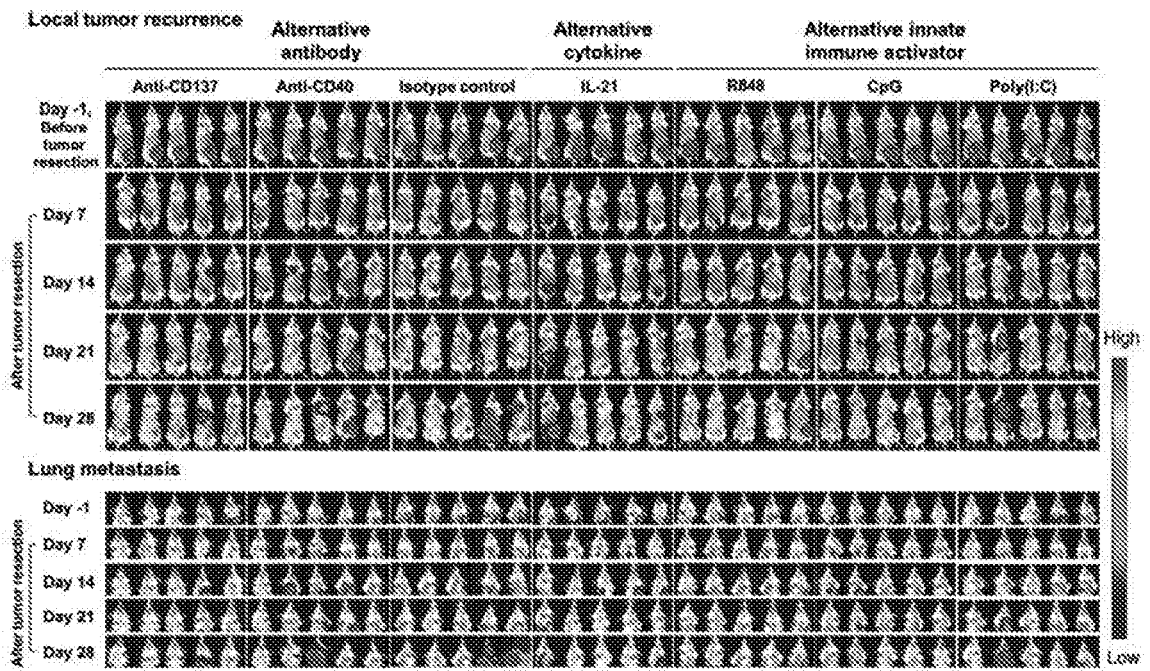 Local tumor recurrence
Alternative
antibody
Alternative
cytokine
Alternative innate
immune activator
Anti-CD137
Anti-CD40
Isotype control
IL-21
R848
CpG
Poly(I:C)
Day -1,
Before
tumor
resection
After tumor resection
Day 7
Day 14
Day 21
Day 28
High
Low
Lung metastasis
Day -1
After tumor resection
Day 7
Day 14
Day 21
Day 28